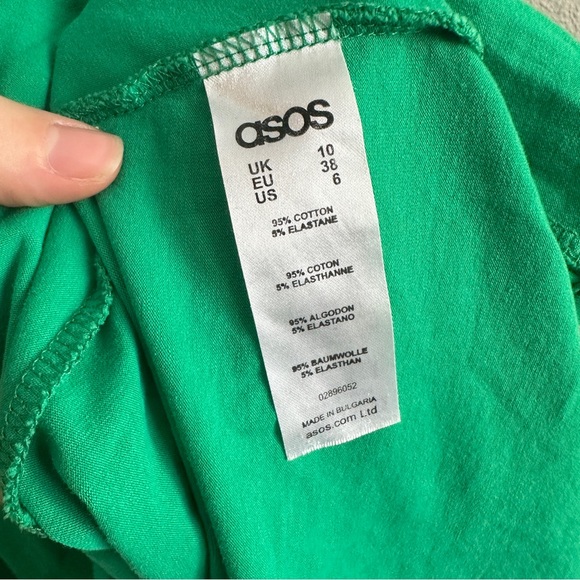 asos
UK 10
EU 38
US 6
95% COTTON
5% ELASTANE
95% COTON
5% ELASTHANNE
95% ALGODON
5% ELASTANO
95% BAUMWOLLE
5% ELASTHAN
02896052
MADE IN BULGARIA
asos.com Ltd